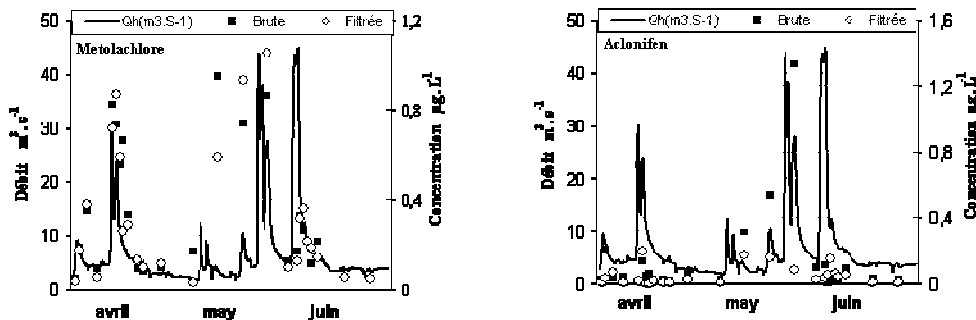 Qh(m3.S-1) Brute Filtrée
Metolachlore
50
40
30
20
10
0
1,2
0,8
0,4
0
Débit m³.s⁻¹
Concentration µg.L⁻¹
avril may juin
Qh(m3.S-1) Brute Filtrée
Aclonifen
50
40
30
20
10
0
1,6
1,2
0,8
0,4
0
Débit m³.s⁻¹
Concentration µg.L⁻¹
avril may juin